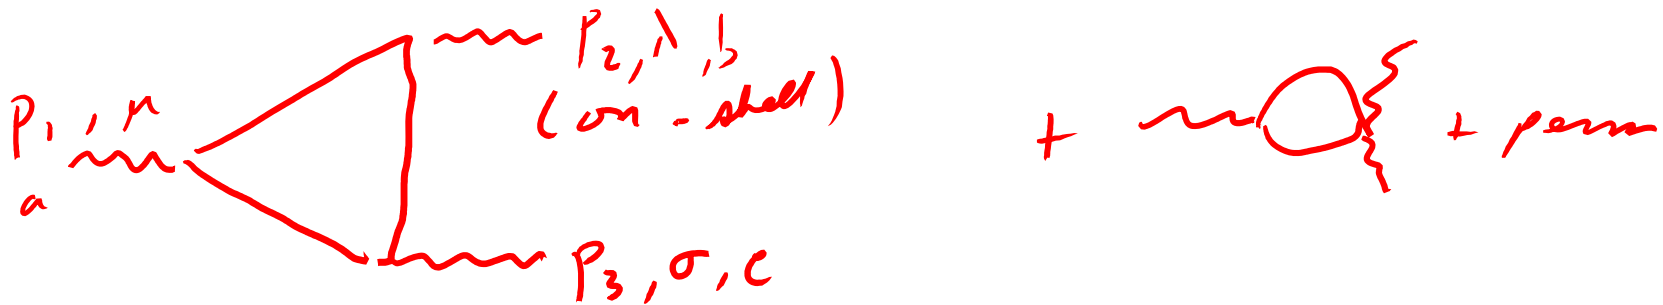 p₁, μ
a
p₂, λ, b
(on-shell)
p₃, σ, c
+
+ perm